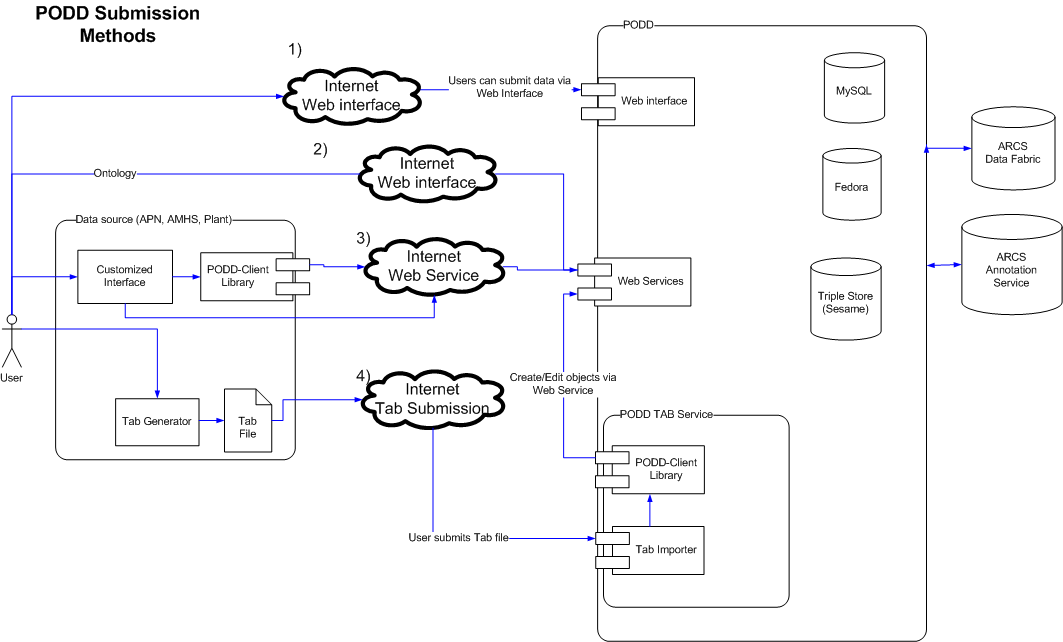 PODD Submission
Methods
PODD
1)
Internet
Web interface
Users can submit data via
Web Interface
Web interface
MySQL
ARCS
Data Fabric
2)
Internet
Web interface
Ontology
Fedora
Data source (APN, AMHS, Plant)
3)
Internet
Web Service
Customized
Interface
PODD-Client
Library
Web Services
Triple Store
(Sesame)
ARCS
Annotation
Service
User
4)
Internet
Tab Submission
Create/Edit objects via
Web Service
Tab Generator
Tab
File
PODD TAB Service
PODD-Client
Library
User submits Tab file
Tab Importer